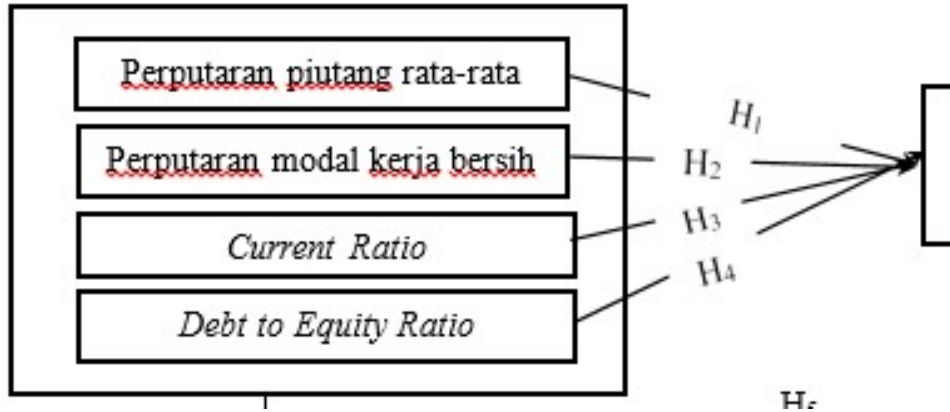 Perputaran piutang rata-rata
H1
Perputaran modal kerja bersih
H2
Current Ratio
H3
Debt to Equity Ratio
H4
H5